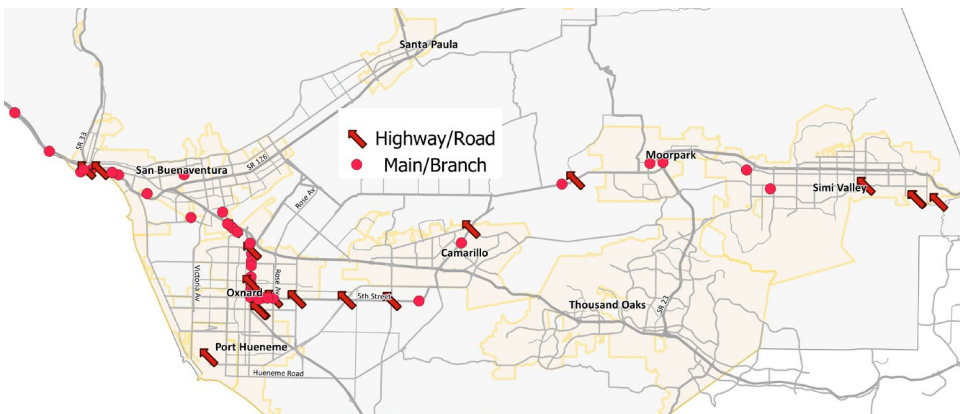 Santa Paula
SR 33
Highway/Road
Main/Branch
SR 126
San Buenaventura
Moorpark
Rose Av
Simi Valley
Camarillo
Victoria Av
Rose Av
Oxnard
5th Street
Thousand Oaks
SR 23
Port Hueneme
Hueneme Road